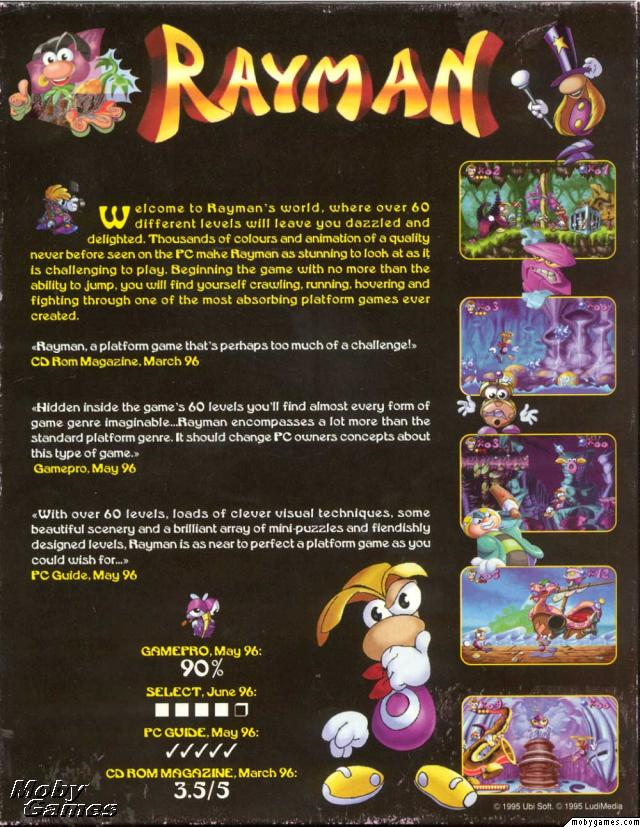 RAYMAN
Welcome to Rayman's world, where over 60
different levels will leave you dazzled and
delighted. Thousands of colours and animation of a quality
never before seen on the PC make Rayman as stunning to look at as it
is challenging to play. Beginning the game with no more than the
ability to jump, you will find yourself crawling, running, hovering and
fighting through one of the most absorbing platform games ever
created.
«Rayman, a platform game that's perhaps too much of a challenge!»
CD Rom Magazine, March 96
«Hidden inside the game's 60 levels you'll find almost every form of
game genre imaginable...Rayman encompasses a lot more than the
standard platform genre. It should change PC owners concepts about
this type of game.»
Gamepro, May 96
«With over 60 levels, loads of clever visual techniques, some
beautiful scenery and a brilliant array of mini-puzzles and fiendishly
designed levels, Rayman is as near to perfect a platform game as you
could wish for...»
PC Guide, May 96
GAMEPRO, May 96:
90%
SELECT, June 96:
PC GUIDE, May 96:
✓✓✓✓✓
CD ROM MAGAZINE, March 96:
3.5/5
© 1995 Ubi Soft. © 1995 LudiMedia
Moby
Games
mobygames.com